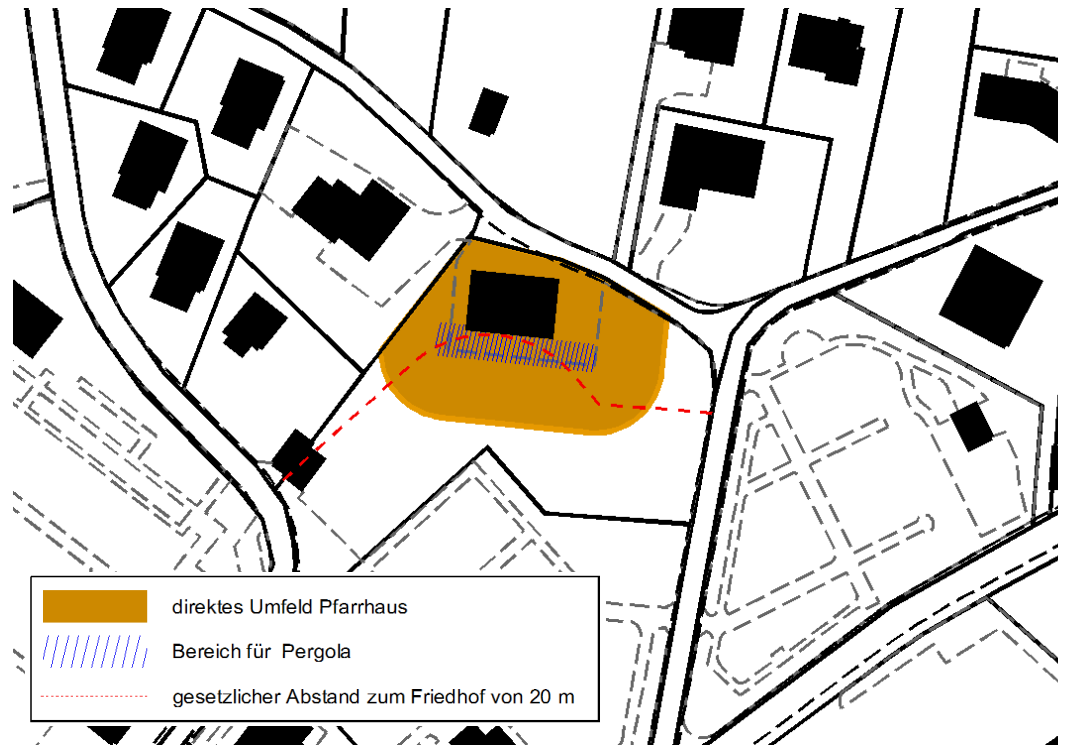 direktes Umfeld Pfarrhaus
Bereich für Pergola
gesetzlicher Abstand zum Friedhof von 20 m